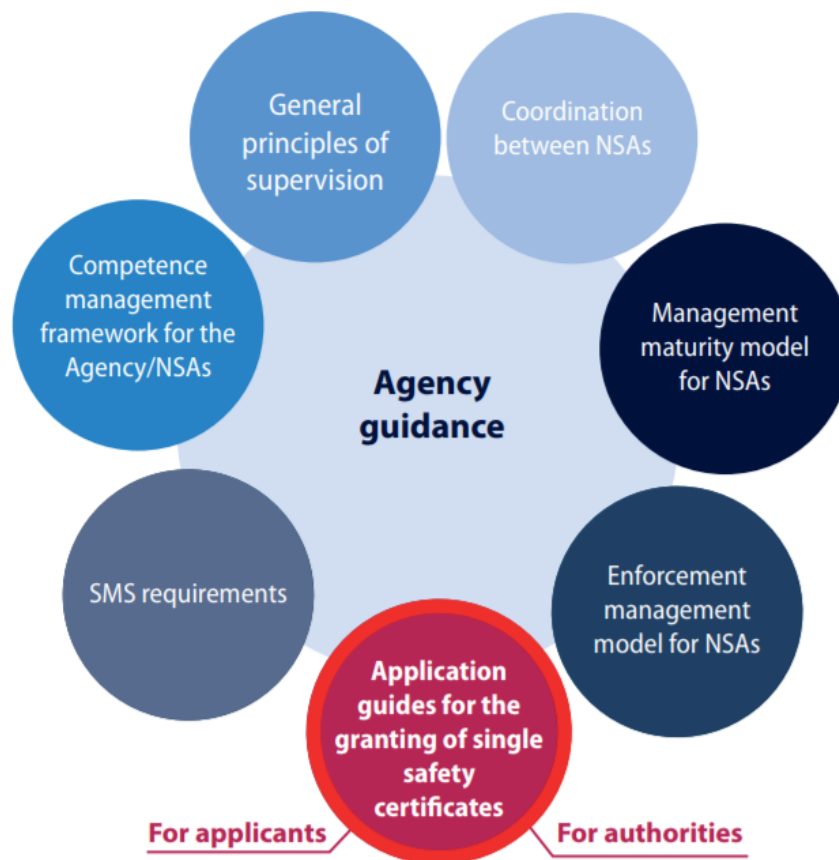 General
principles of
supervision
Coordination
between NSAs
Competence
management
framework for the
Agency/NSAs
Management
maturity model
for NSAs
Agency
guidance
SMS requirements
Enforcement
management
model for NSAs
Application
guides for the
granting of single
safety
certificates
For applicants
For authorities